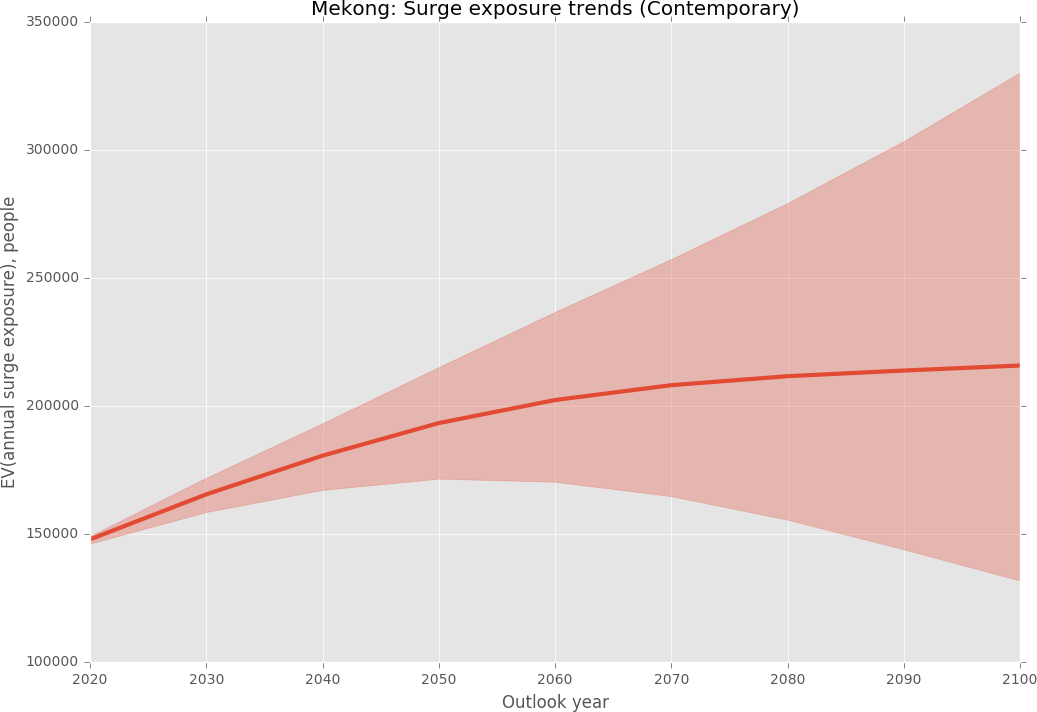 Mekong: Surge exposure trends (Contemporary)
EV(annual surge exposure), people
350000
300000
250000
200000
150000
100000
2020 2030 2040 2050 2060 2070 2080 2090 2100
Outlook year